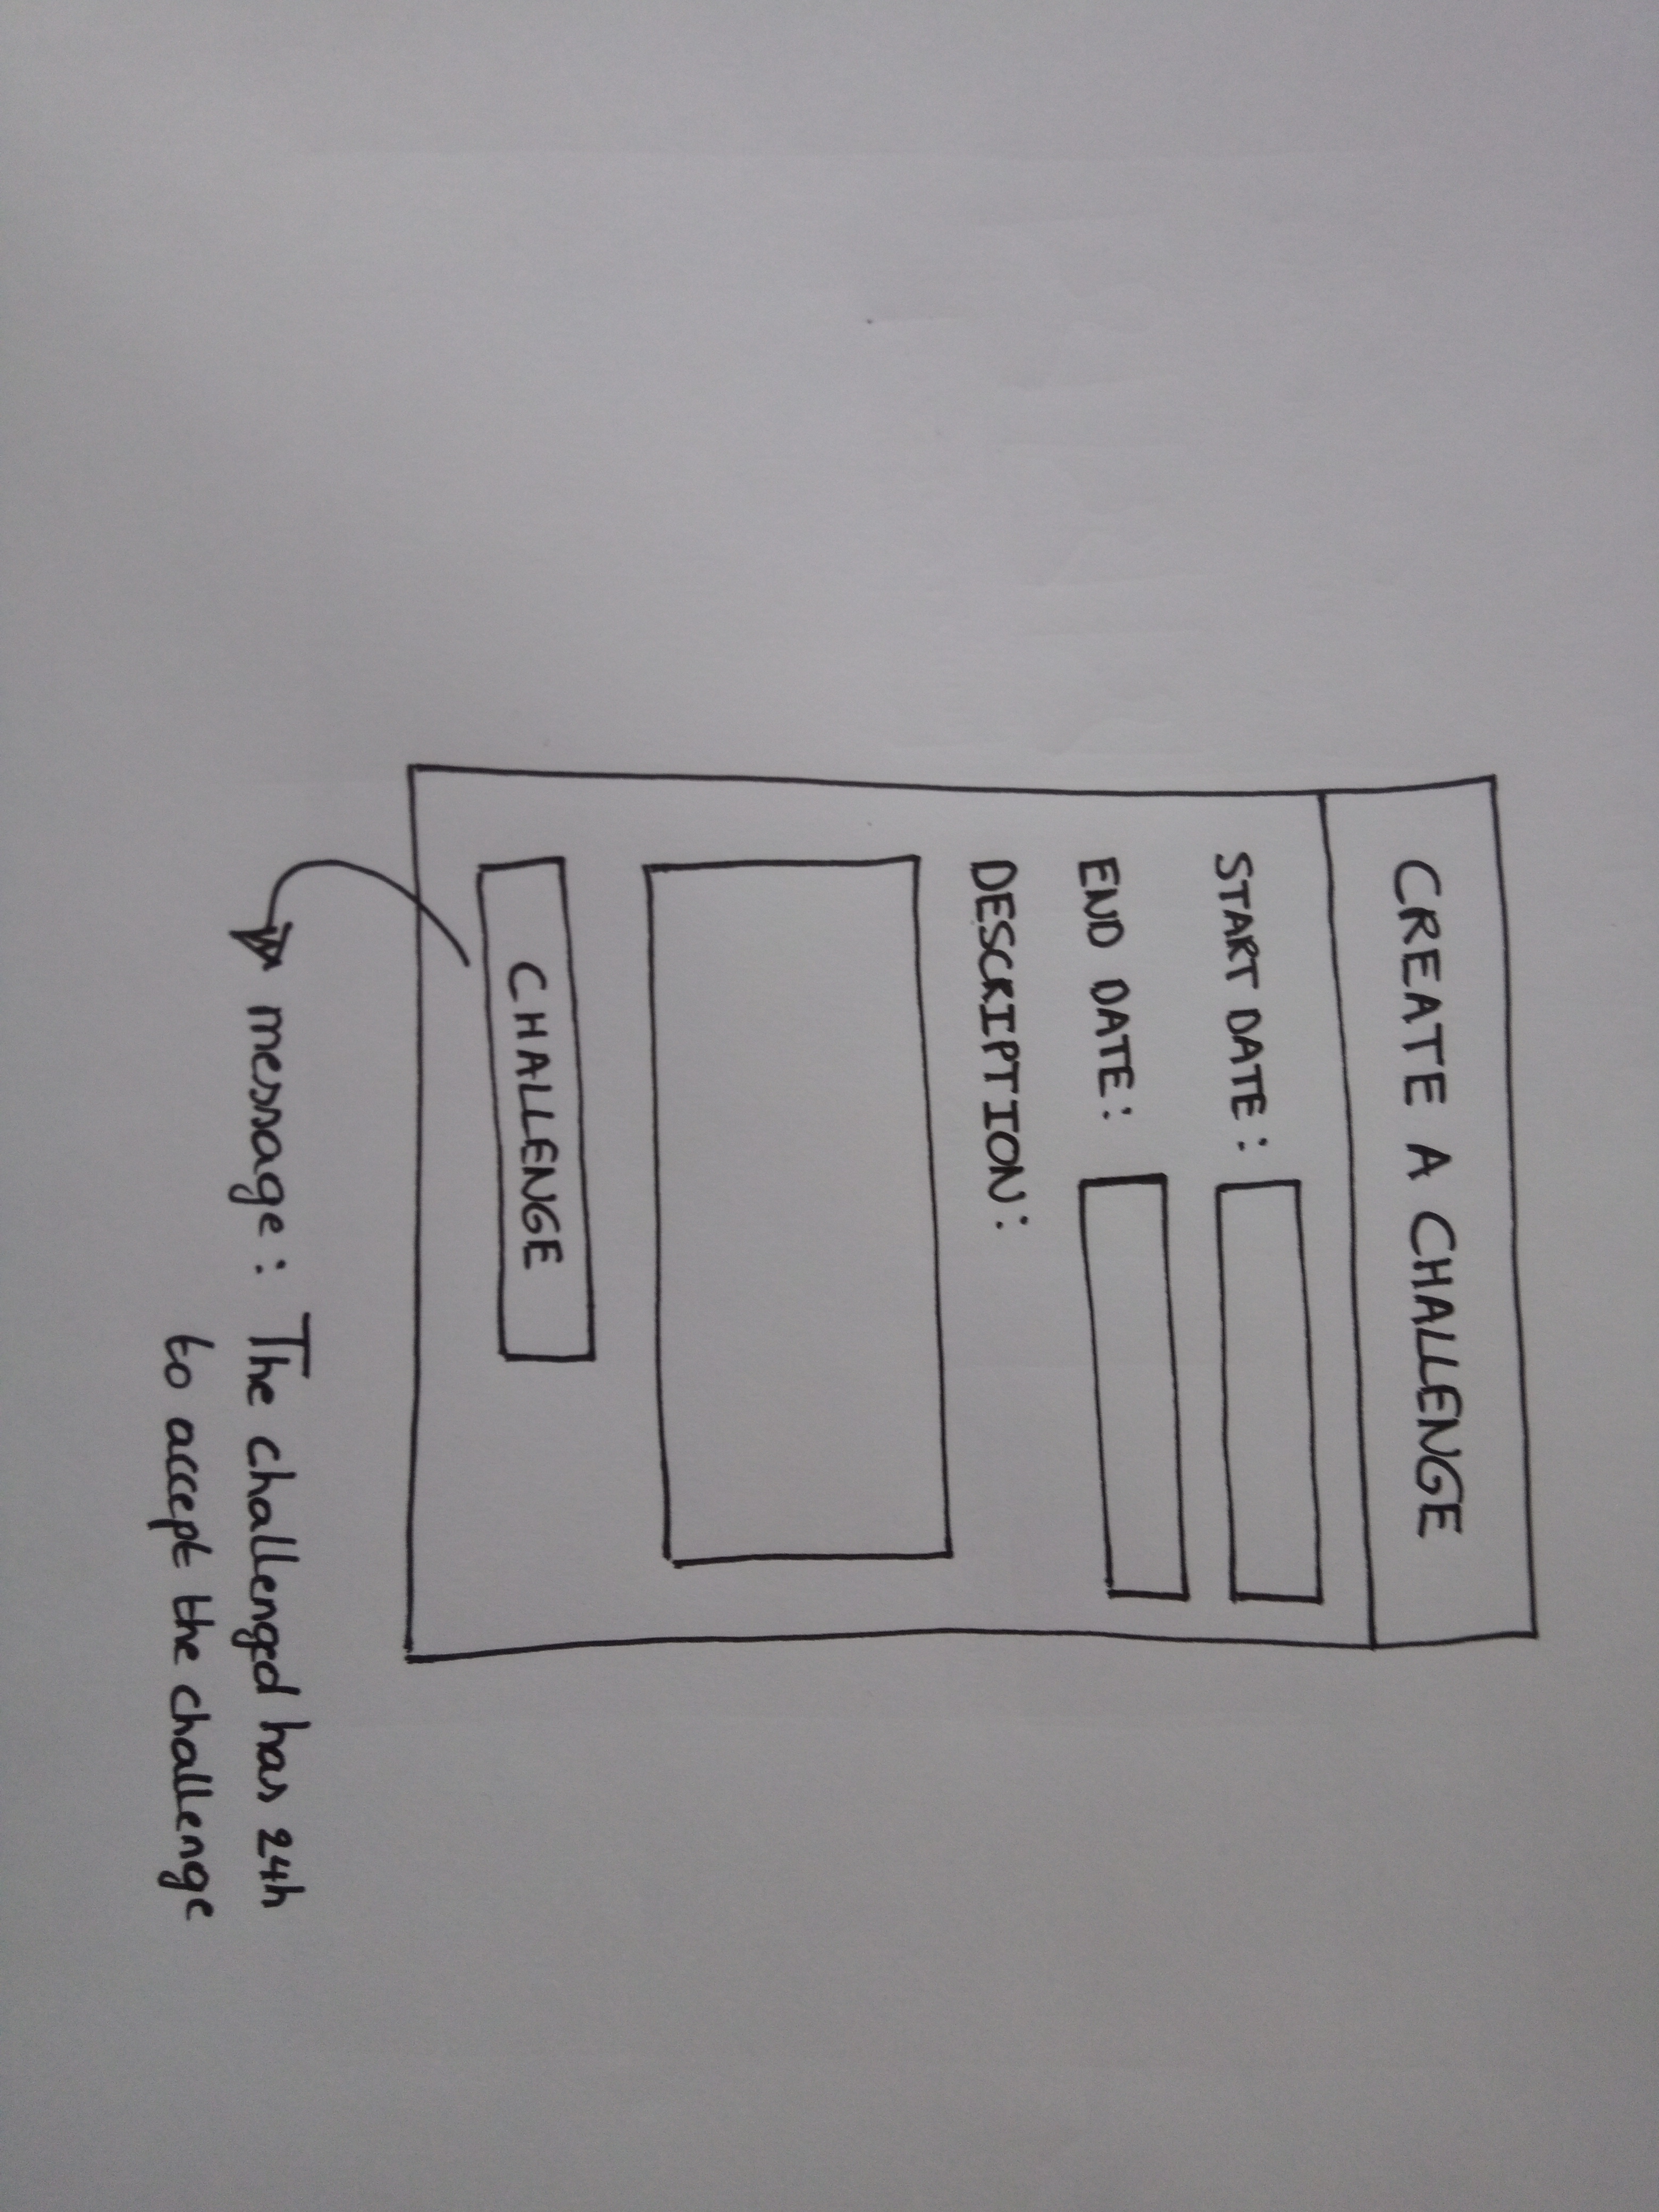 CREATE A CHALLENGE
START DATE :
END DATE :
DESCRIPTION :
CHALLENGE
message : The challenged has 24h
to accept the challenge